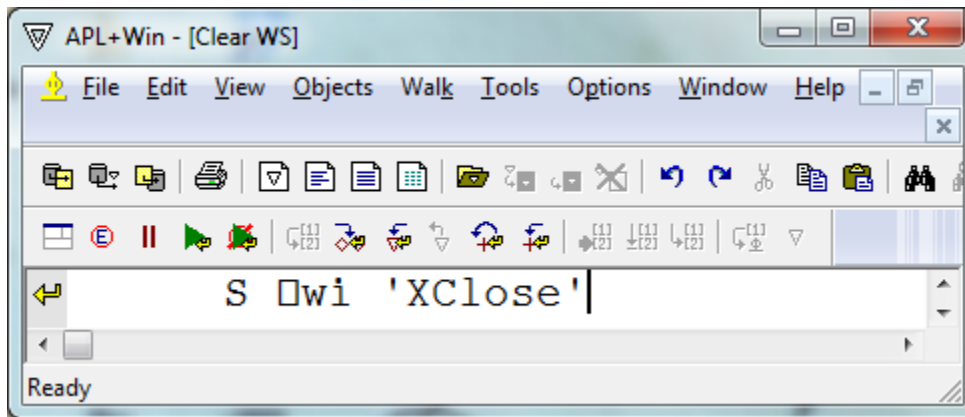 APL+Win - [Clear WS]
File Edit View Objects Walk Tools Options Window Help
S ⎕wi 'XClose'
Ready